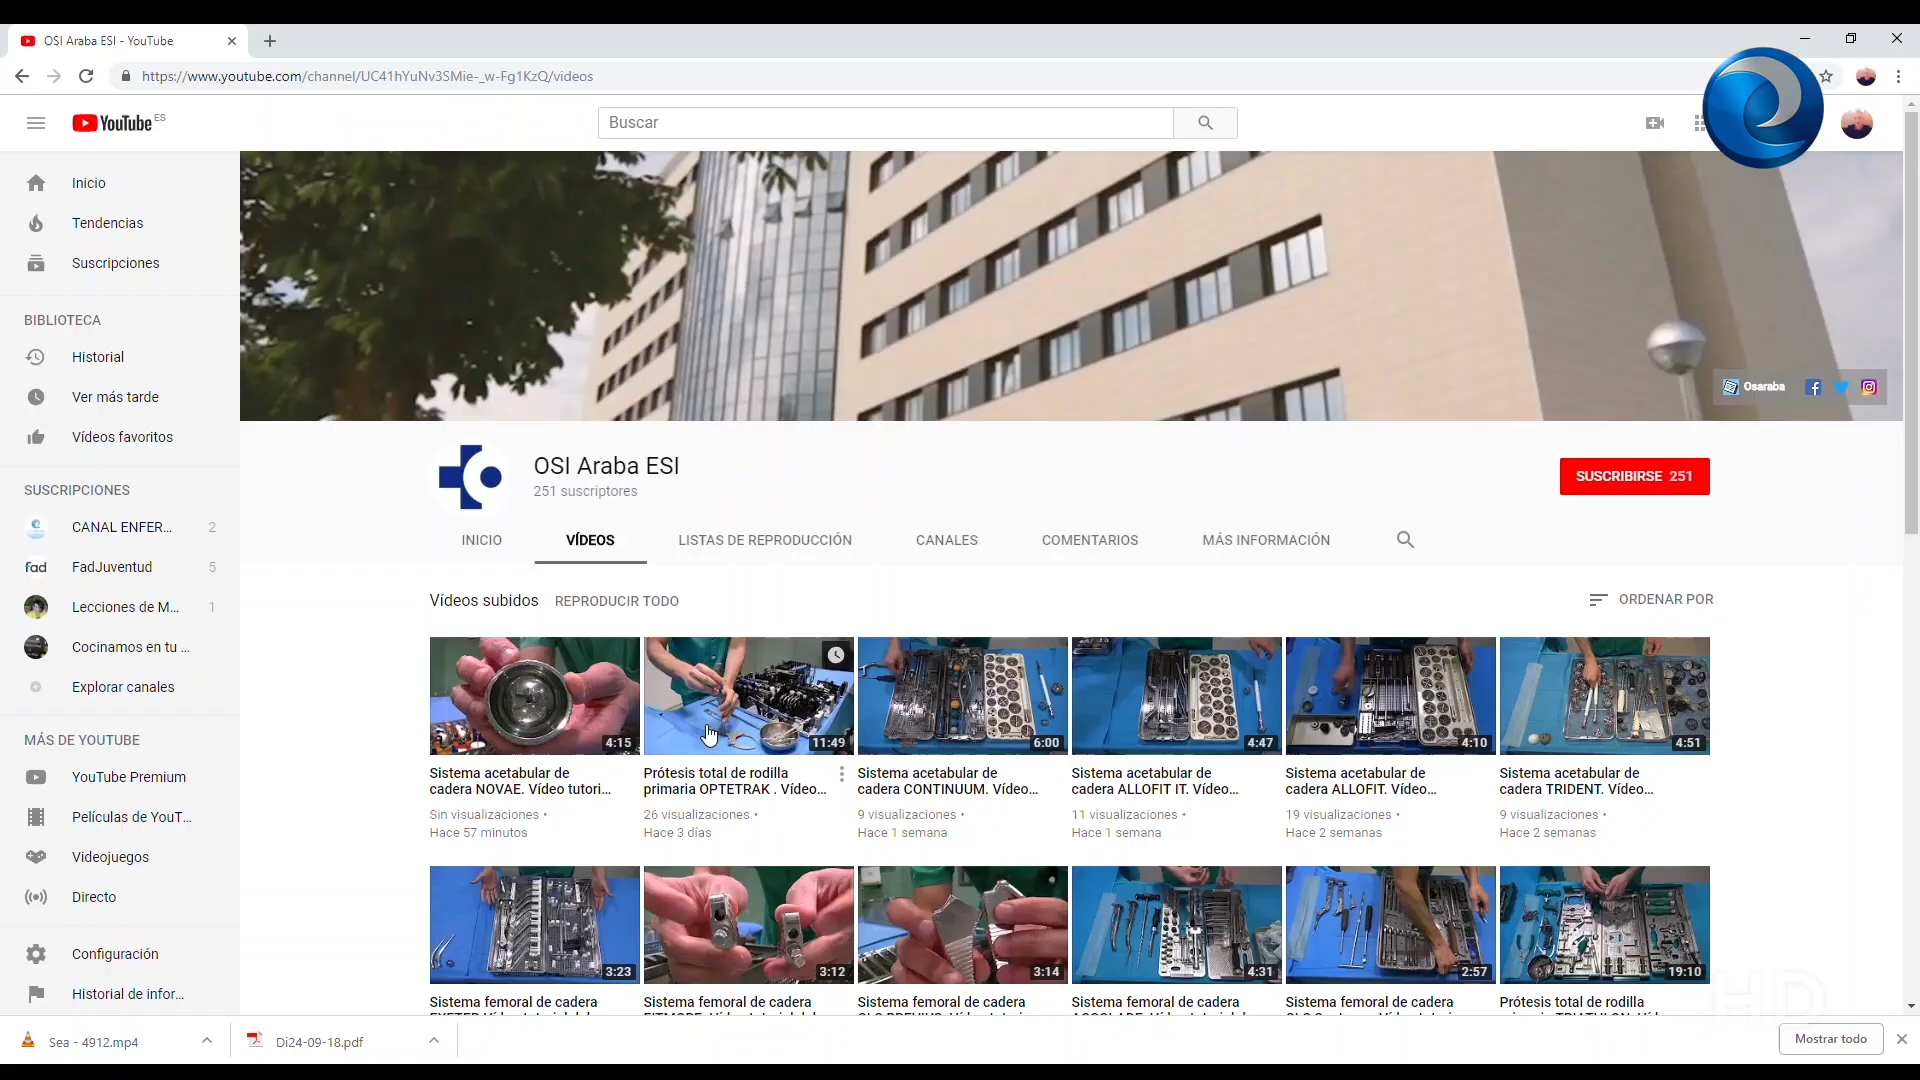 OSI Araba ESI - YouTube
https://www.youtube.com/channel/UC41hYuNv3SMie-_w-Fg1KzQ/videos
YouTube ES
Buscar
Inicio
Tendencias
Suscripciones
BIBLIOTECA
Historial
Ver más tarde
Vídeos favoritos
SUSCRIPCIONES
CANAL ENFER... 2
fad FadJuventud 5
Lecciones de M... 1
Cocinamos en tu ...
Explorar canales
MÁS DE YOUTUBE
YouTube Premium
Películas de YouT...
Videojuegos
Directo
Configuración
Historial de infor...
Osaraba
OSI Araba ESI
251 suscriptores
SUSCRIBIRSE 251
INICIO VÍDEOS LISTAS DE REPRODUCCIÓN CANALES COMENTARIOS MÁS INFORMACIÓN
Vídeos subidos REPRODUCIR TODO
ORDENAR POR
4:15
Sistema acetabular de
cadera NOVAE. Vídeo tutori...
Sin visualizaciones •
Hace 57 minutos
11:49
Prótesis total de rodilla
primaria OPTETRAK . Vídeo...
26 visualizaciones •
Hace 3 días
6:00
Sistema acetabular de
cadera CONTINUUM. Vídeo...
9 visualizaciones •
Hace 1 semana
4:47
Sistema acetabular de
cadera ALLOFIT IT. Vídeo...
11 visualizaciones •
Hace 1 semana
4:10
Sistema acetabular de
cadera ALLOFIT. Vídeo...
19 visualizaciones •
Hace 2 semanas
4:51
Sistema acetabular de
cadera TRIDENT. Vídeo...
9 visualizaciones •
Hace 2 semanas
3:23
Sistema femoral de cadera
3:12
Sistema femoral de cadera
3:14
Sistema femoral de cadera
4:31
Sistema femoral de cadera
2:57
Sistema femoral de cadera
19:10
Prótesis total de rodilla
HD
Sea - 4912.mp4
Di24-09-18.pdf
Mostrar todo